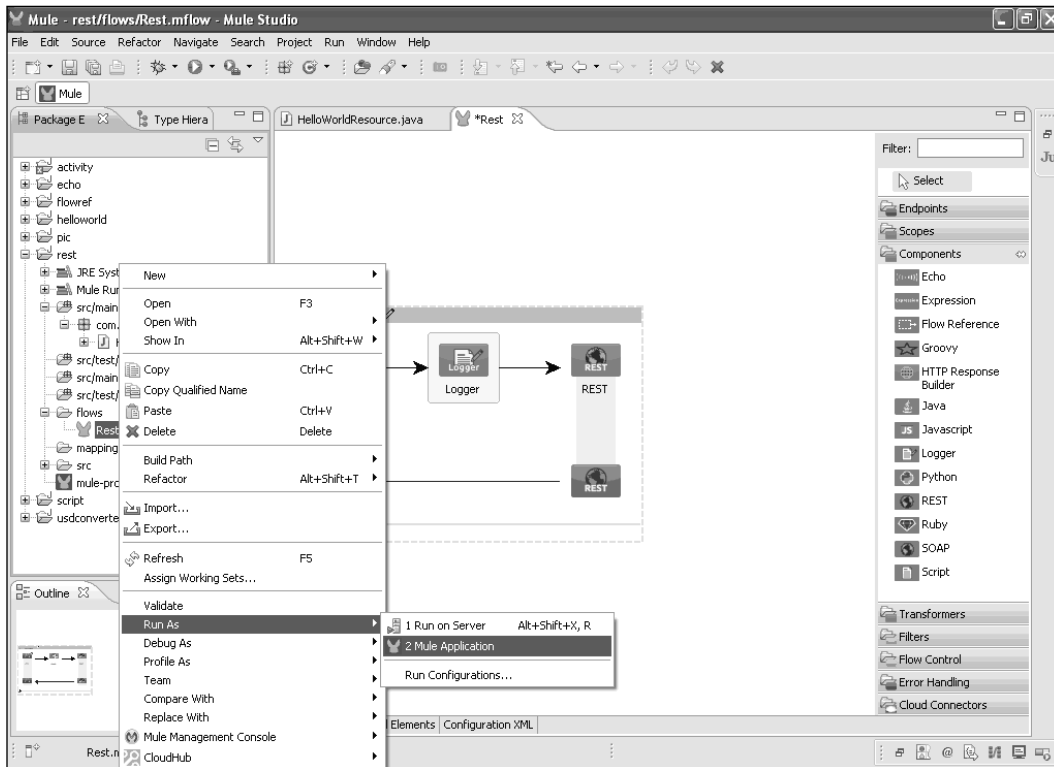 Mule - rest/flows/Rest.mflow - Mule Studio
File Edit Source Refactor Navigate Search Project Run Window Help
Mule
Package E
Type Hiera
HelloWorldResource.java
*Rest
activity
echo
flowref
helloworld
pic
rest
JRE Syst
Mule Run
src/main
com.
H
src/test/
src/main
src/test/
flows
Rest
mapping
src
mule-pro
script
usdconverte
Outline
New
Open F3
Open With
Show In Alt+Shift+W
Copy Ctrl+C
Copy Qualified Name
Paste Ctrl+V
Delete Delete
Build Path
Refactor Alt+Shift+T
Import...
Export...
Refresh F5
Assign Working Sets...
Validate
Run As
Debug As
Profile As
Team
Compare With
Replace With
Mule Management Console
CloudHub
1 Run on Server Alt+Shift+X, R
2 Mule Application
Run Configurations...
Logger
Logger
REST
REST
REST
Elements
Configuration XML
Filter:
Select
Endpoints
Scopes
Components
Echo
Expression
Flow Reference
Groovy
HTTP Response
Builder
Java
JS Javascript
Logger
Python
REST
Ruby
SOAP
Script
Transformers
Filters
Flow Control
Error Handling
Cloud Connectors
Ju
Rest.m